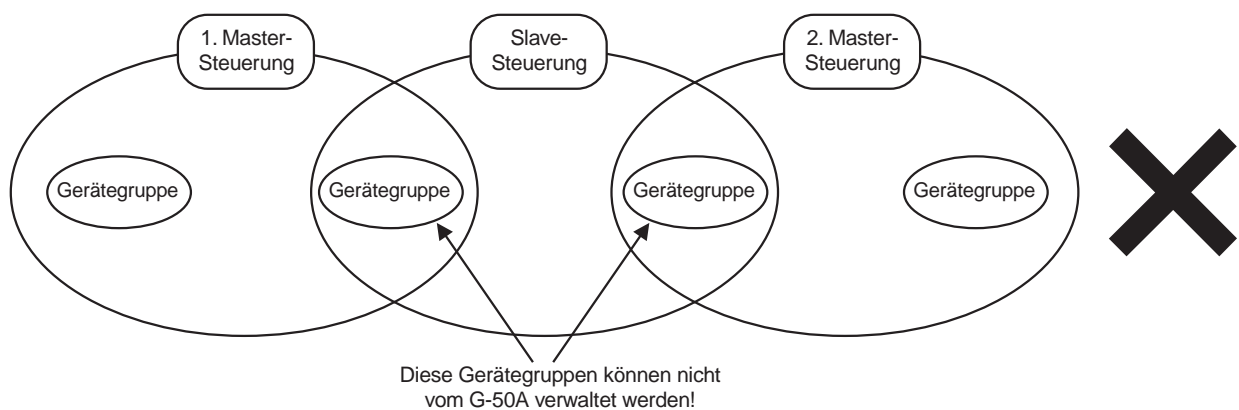 1. Master-
Steuerung
Slave-
Steuerung
2. Master-
Steuerung
Gerätegruppe
Gerätegruppe
Gerätegruppe
Gerätegruppe
Diese Gerätegruppen können nicht
vom G-50A verwaltet werden!